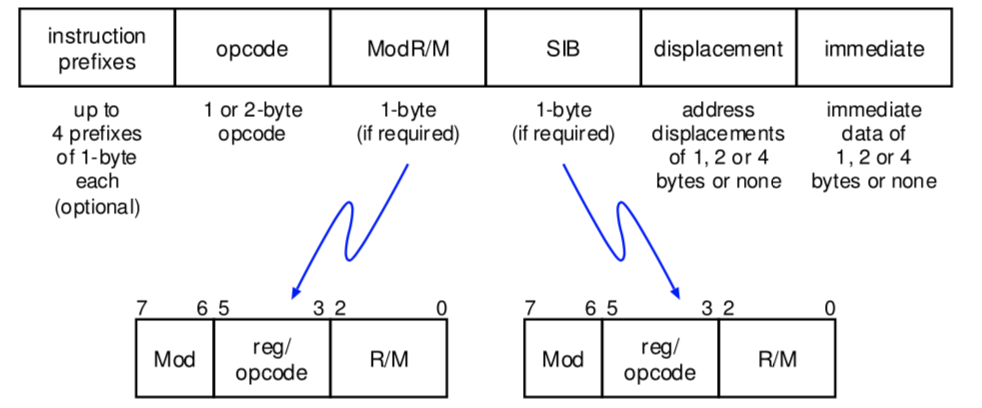 instruction
prefixes
opcode
ModR/M
SIB
displacement
immediate
up to
4 prefixes
of 1-byte
each
(optional)
1 or 2-byte
opcode
1-byte
(if required)
1-byte
(if required)
address
displacements
of 1, 2 or 4
bytes or none
immediate
data of
1, 2 or 4
bytes or none
7 6 5 3 2 0
Mod
reg/
opcode
R/M
7 6 5 3 2 0
Mod
reg/
opcode
R/M